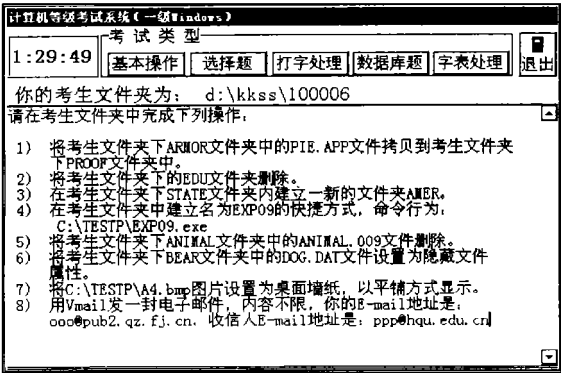 计算机等级考试系统(一级Windows)
1:29:49
考 试 类 型
基本操作 选择题 打字处理 数据库题 字表处理
退出
你的考生文件夹为: d:\kkss\100006
请在考生文件夹中完成下列操作:
1) 将考生文件夹下ARMOR文件夹中的PIE.APP文件拷贝到考生文件夹
下PROOF文件夹中。
2) 将考生文件夹下的EDU文件夹删除。
3) 在考生文件夹下STATE文件夹内建立一新的文件夹AMER。
4) 在考生文件夹中建立名为EXP09的快捷方式, 命令行为:
C:\TESTP\EXP09.exe
5) 将考生文件夹下ANIMAL文件夹中的ANIMAL.009文件删除。
6) 将考生文件夹下BEAR文件夹中的DOG.DAT文件设置为隐藏文件
属性。
7) 将C:\TESTP\A4.bmp图片设置为桌面墙纸, 以平铺方式显示。
8) 用Vmail发一封电子邮件, 内容不限, 你的E-mail地址是:
ooo@pub2.qz.fj.cn. 收信人E-mail地址是: ppp@hqu.edu.cn